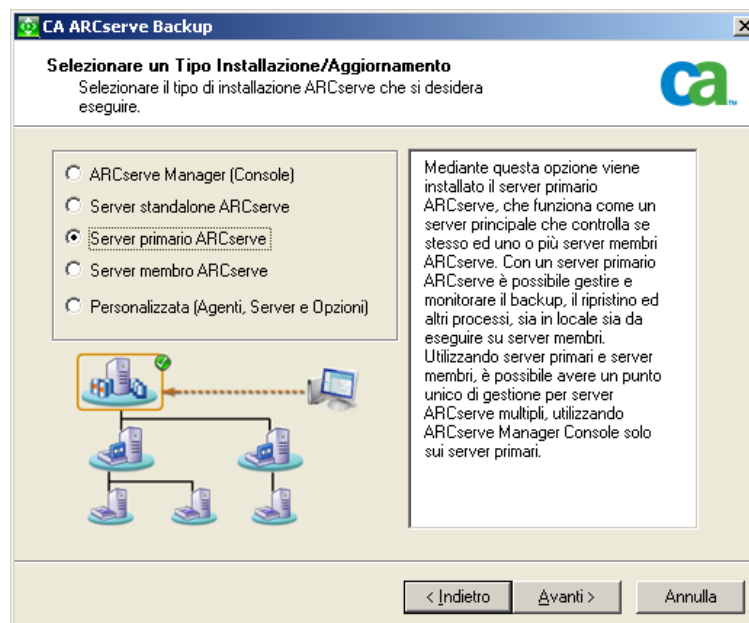 CA ARCserve Backup
Selezionare un Tipo Installazione/Aggiornamento
Selezionare il tipo di installazione ARCserve che si desidera
eseguire.
ca™
ARCserve Manager (Console)
Server standalone ARCserve
Server primario ARCserve
Server membro ARCserve
Personalizzata (Agenti, Server e Opzioni)
Mediante questa opzione viene
installato il server primario
ARCserve, che funziona come un
server principale che controlla se
stesso ed uno o più server membri
ARCserve. Con un server primario
ARCserve è possibile gestire e
monitorare il backup, il ripristino ed
altri processi, sia in locale sia da
eseguire su server membri.
Utilizzando server primari e server
membri, è possibile avere un punto
unico di gestione per server
ARCserve multipli, utilizzando
ARCserve Manager Console solo
sui server primari.
< Indietro
Avanti >
Annulla